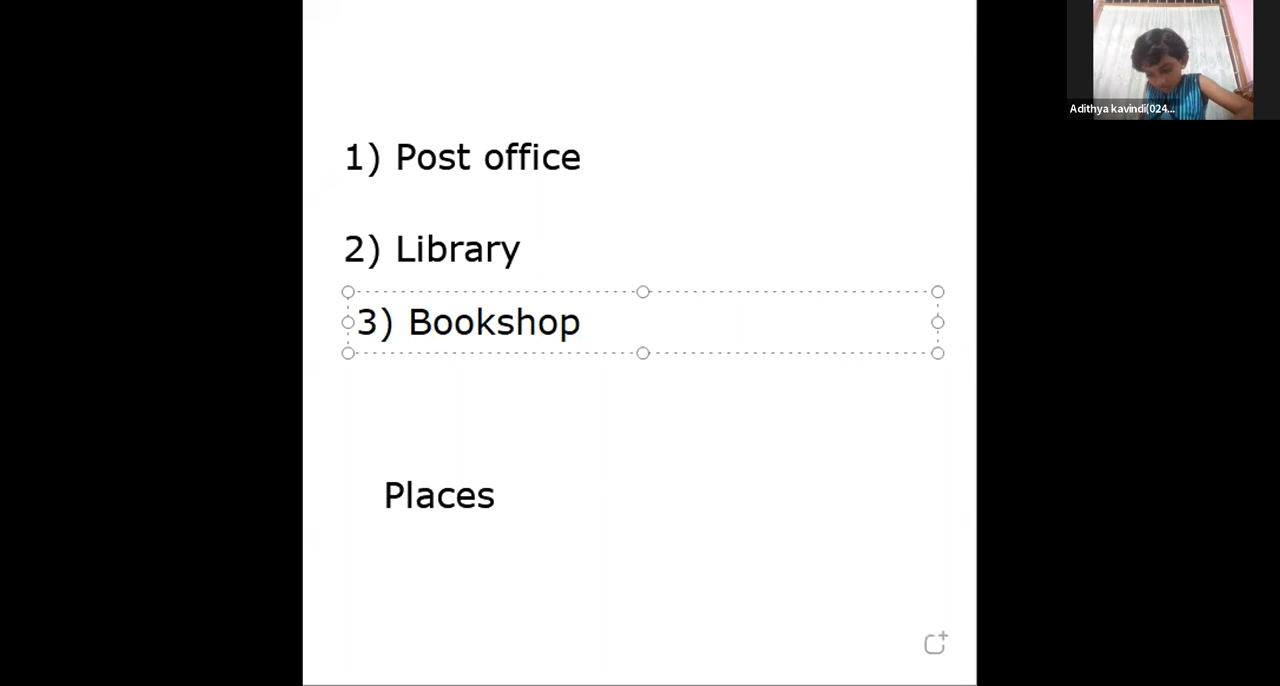 Adithya kavindi(024...
1) Post office
2) Library
3) Bookshop
Places